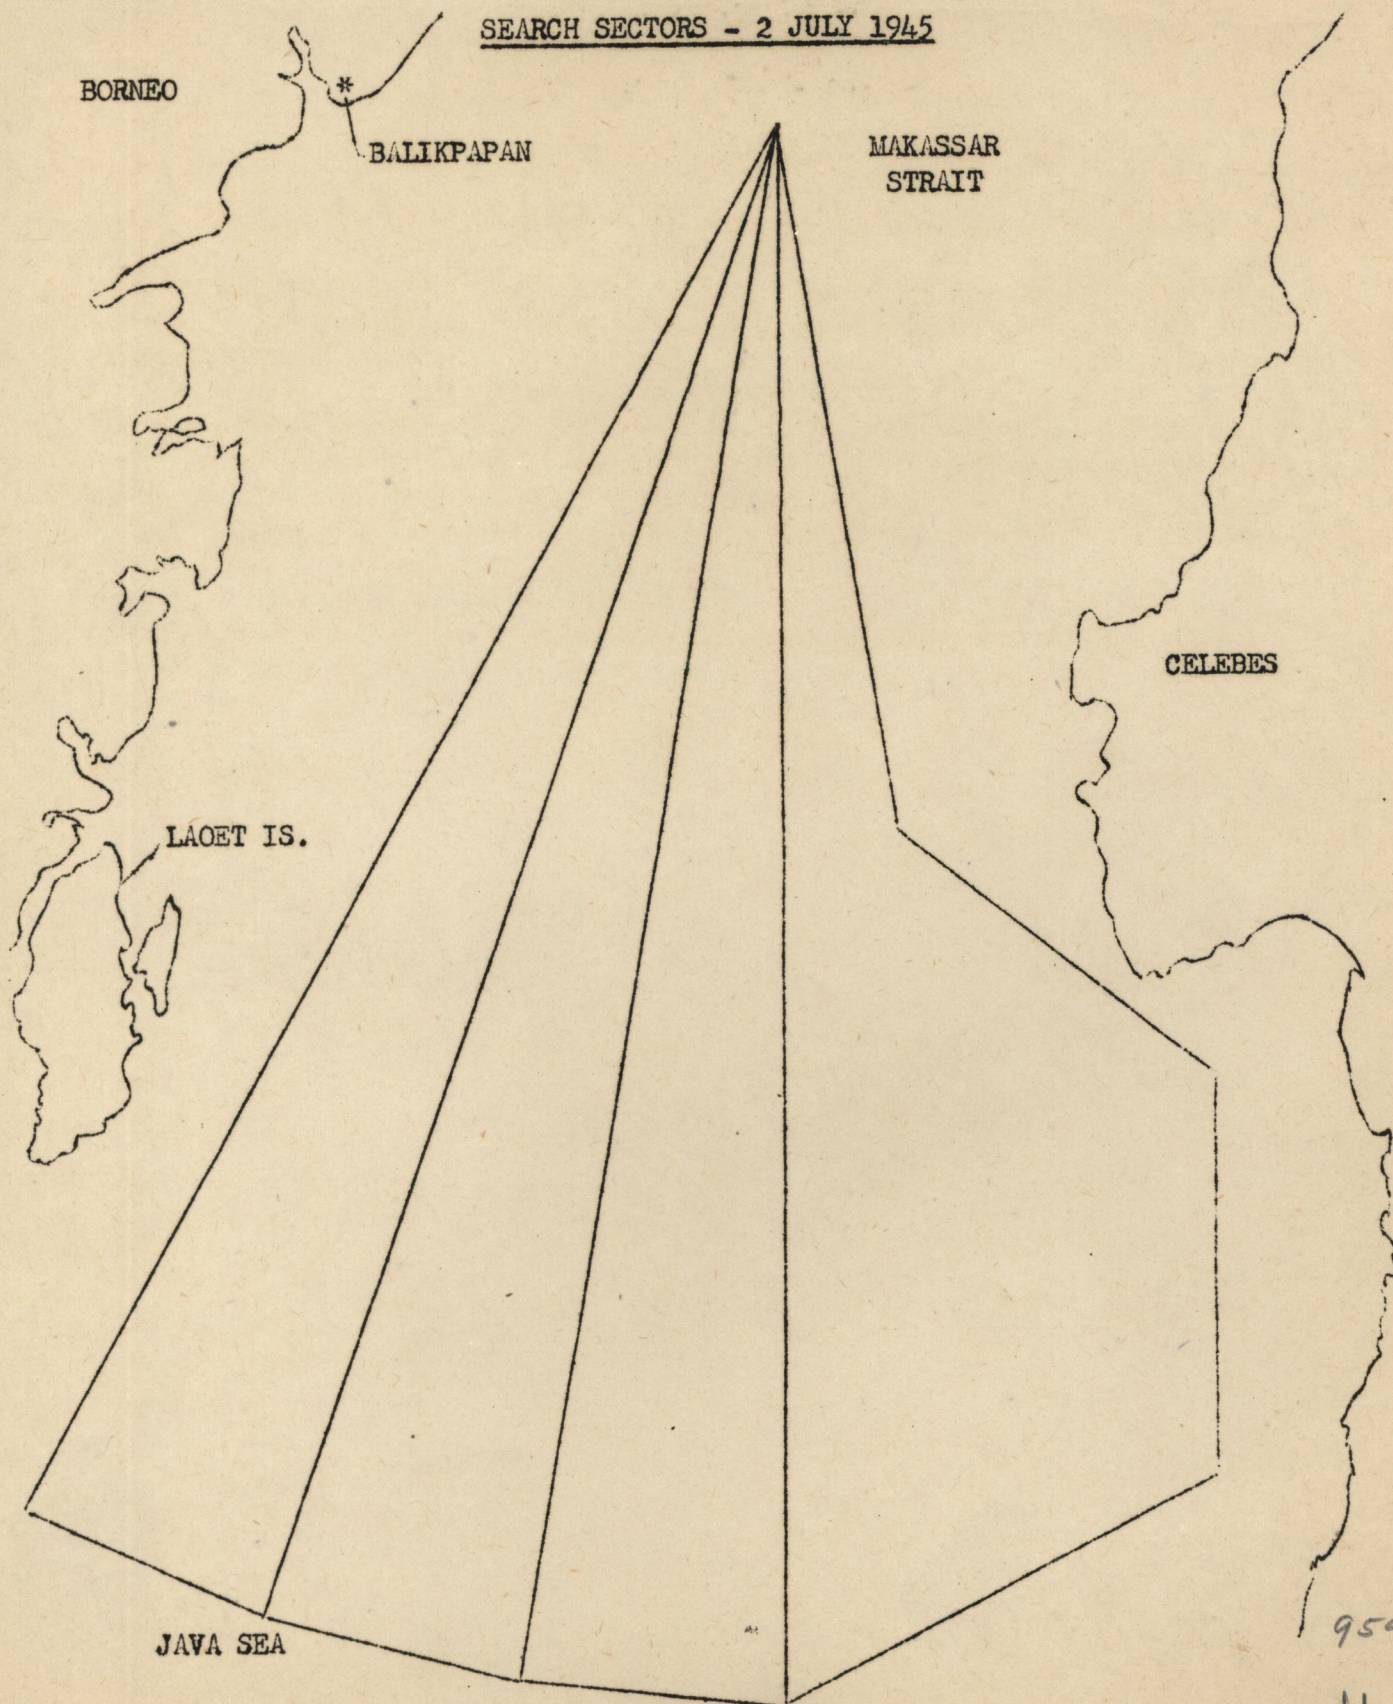 SEARCH SECTORS - 2 JULY 1945
BORNEO
*
BALIKPAPAN
MAKASSAR
STRAIT
CELEBES
LAOET IS.
JAVA SEA